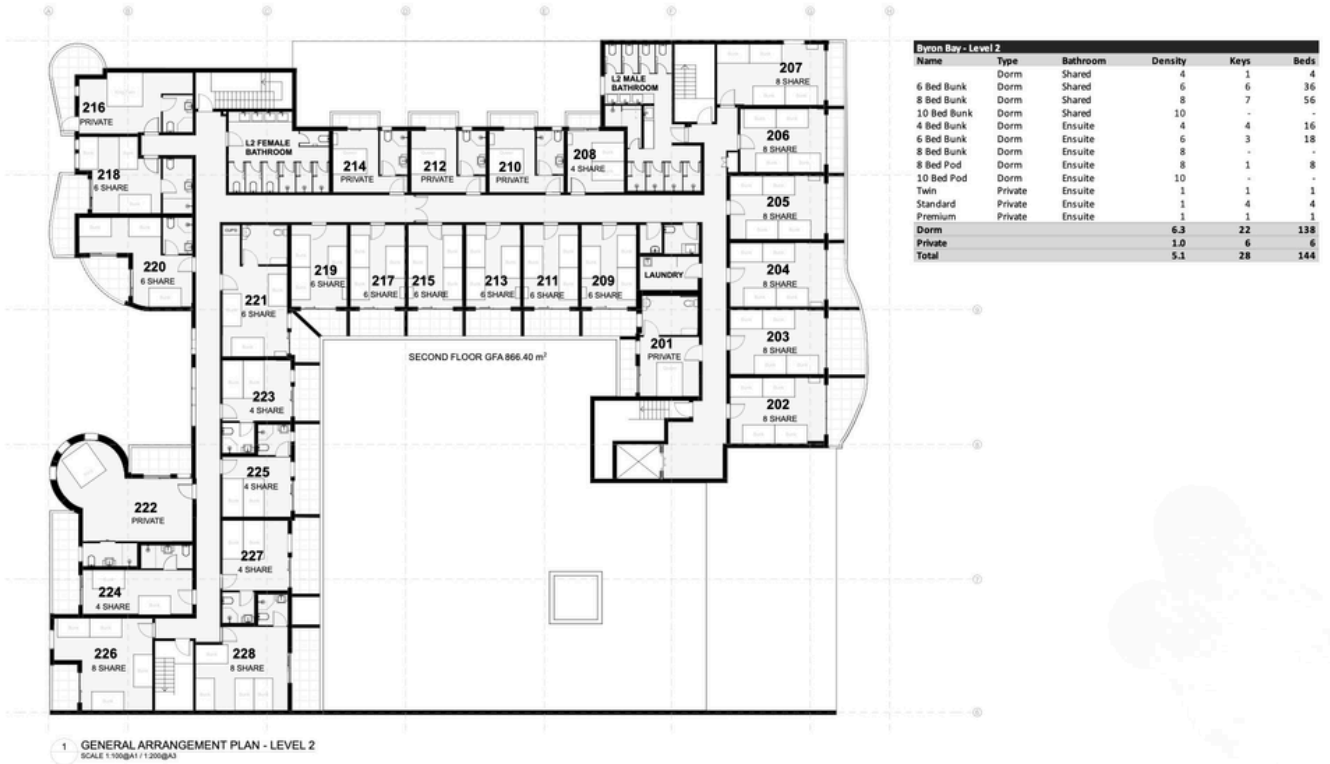 Byron Bay - Level 2
Name Type Bathroom Density Keys Beds
Dorm Shared 4 1 4
6 Bed Bunk Dorm Shared 6 6 36
8 Bed Bunk Dorm Shared 8 7 56
10 Bed Bunk Dorm Shared 10 - -
4 Bed Bunk Dorm Ensuite 4 4 16
6 Bed Bunk Dorm Ensuite 6 3 18
8 Bed Bunk Dorm Ensuite 8 - -
8 Bed Pod Dorm Ensuite 8 1 8
10 Bed Pod Dorm Ensuite 10 - -
Twin Private Ensuite 1 1 1
Standard Private Ensuite 1 4 4
Premium Private Ensuite 1 1 1
Dorm 6.3 22 138
Private 1.0 6 6
Total 5.1 28 144
216
PRIVATE
218
6 SHARE
220
6 SHARE
L2 FEMALE
BATHROOM
214
PRIVATE
212
PRIVATE
210
PRIVATE
208
4 SHARE
L2 MALE
BATHROOM
207
8 SHARE
206
8 SHARE
205
8 SHARE
204
8 SHARE
203
8 SHARE
202
8 SHARE
221
6 SHARE
219
6 SHARE
217
6 SHARE
215
6 SHARE
213
6 SHARE
211
6 SHARE
209
6 SHARE
LAUNDRY
201
PRIVATE
SECOND FLOOR GFA 866.40 m²
223
4 SHARE
225
4 SHARE
222
PRIVATE
227
4 SHARE
224
4 SHARE
226
8 SHARE
228
8 SHARE
1 GENERAL ARRANGEMENT PLAN - LEVEL 2
SCALE 1:100@A1 / 1:200@A3